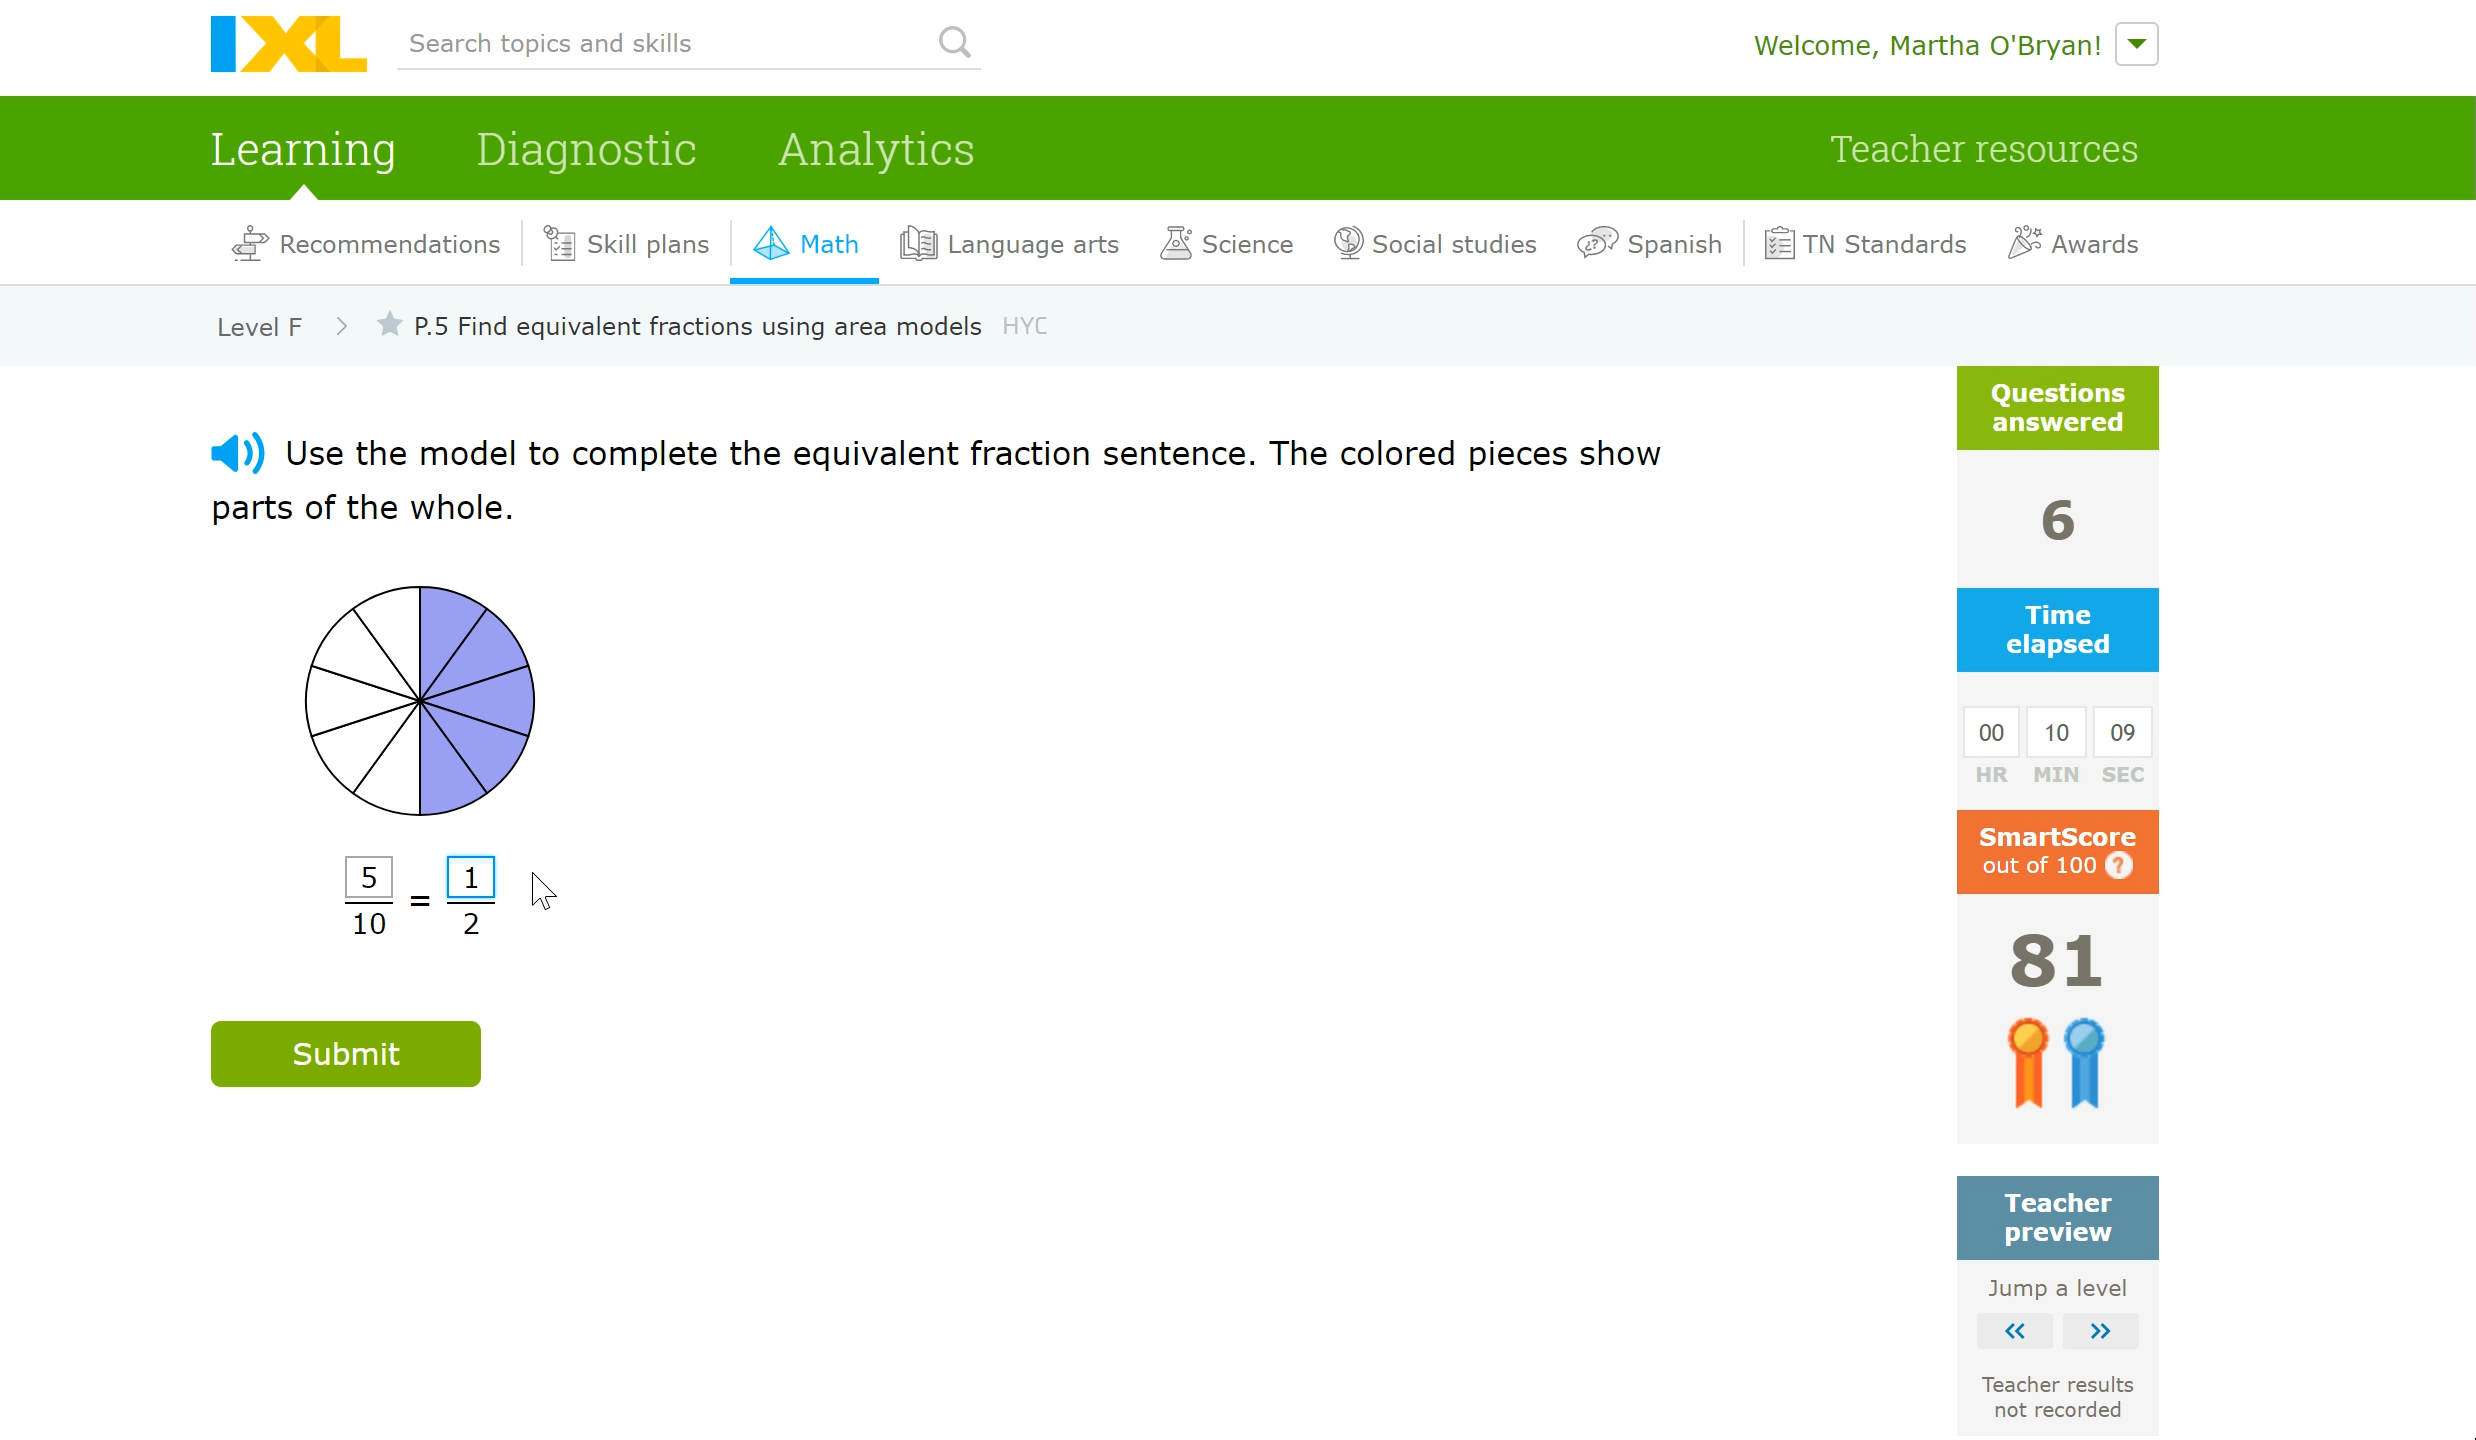 IXL
Search topics and skills
Welcome, Martha O'Bryan!
Learning Diagnostic Analytics Teacher resources
Recommendations Skill plans Math Language arts Science Social studies Spanish TN Standards Awards
Level F > P.5 Find equivalent fractions using area models HYC
Questions
answered
6
Use the model to complete the equivalent fraction sentence. The colored pieces show
parts of the whole.
Time
elapsed
00 10 09
HR MIN SEC
SmartScore
out of 100 ?
81
5 = 1
10 2
Submit
Teacher
preview
Jump a level
« »
Teacher results
not recorded